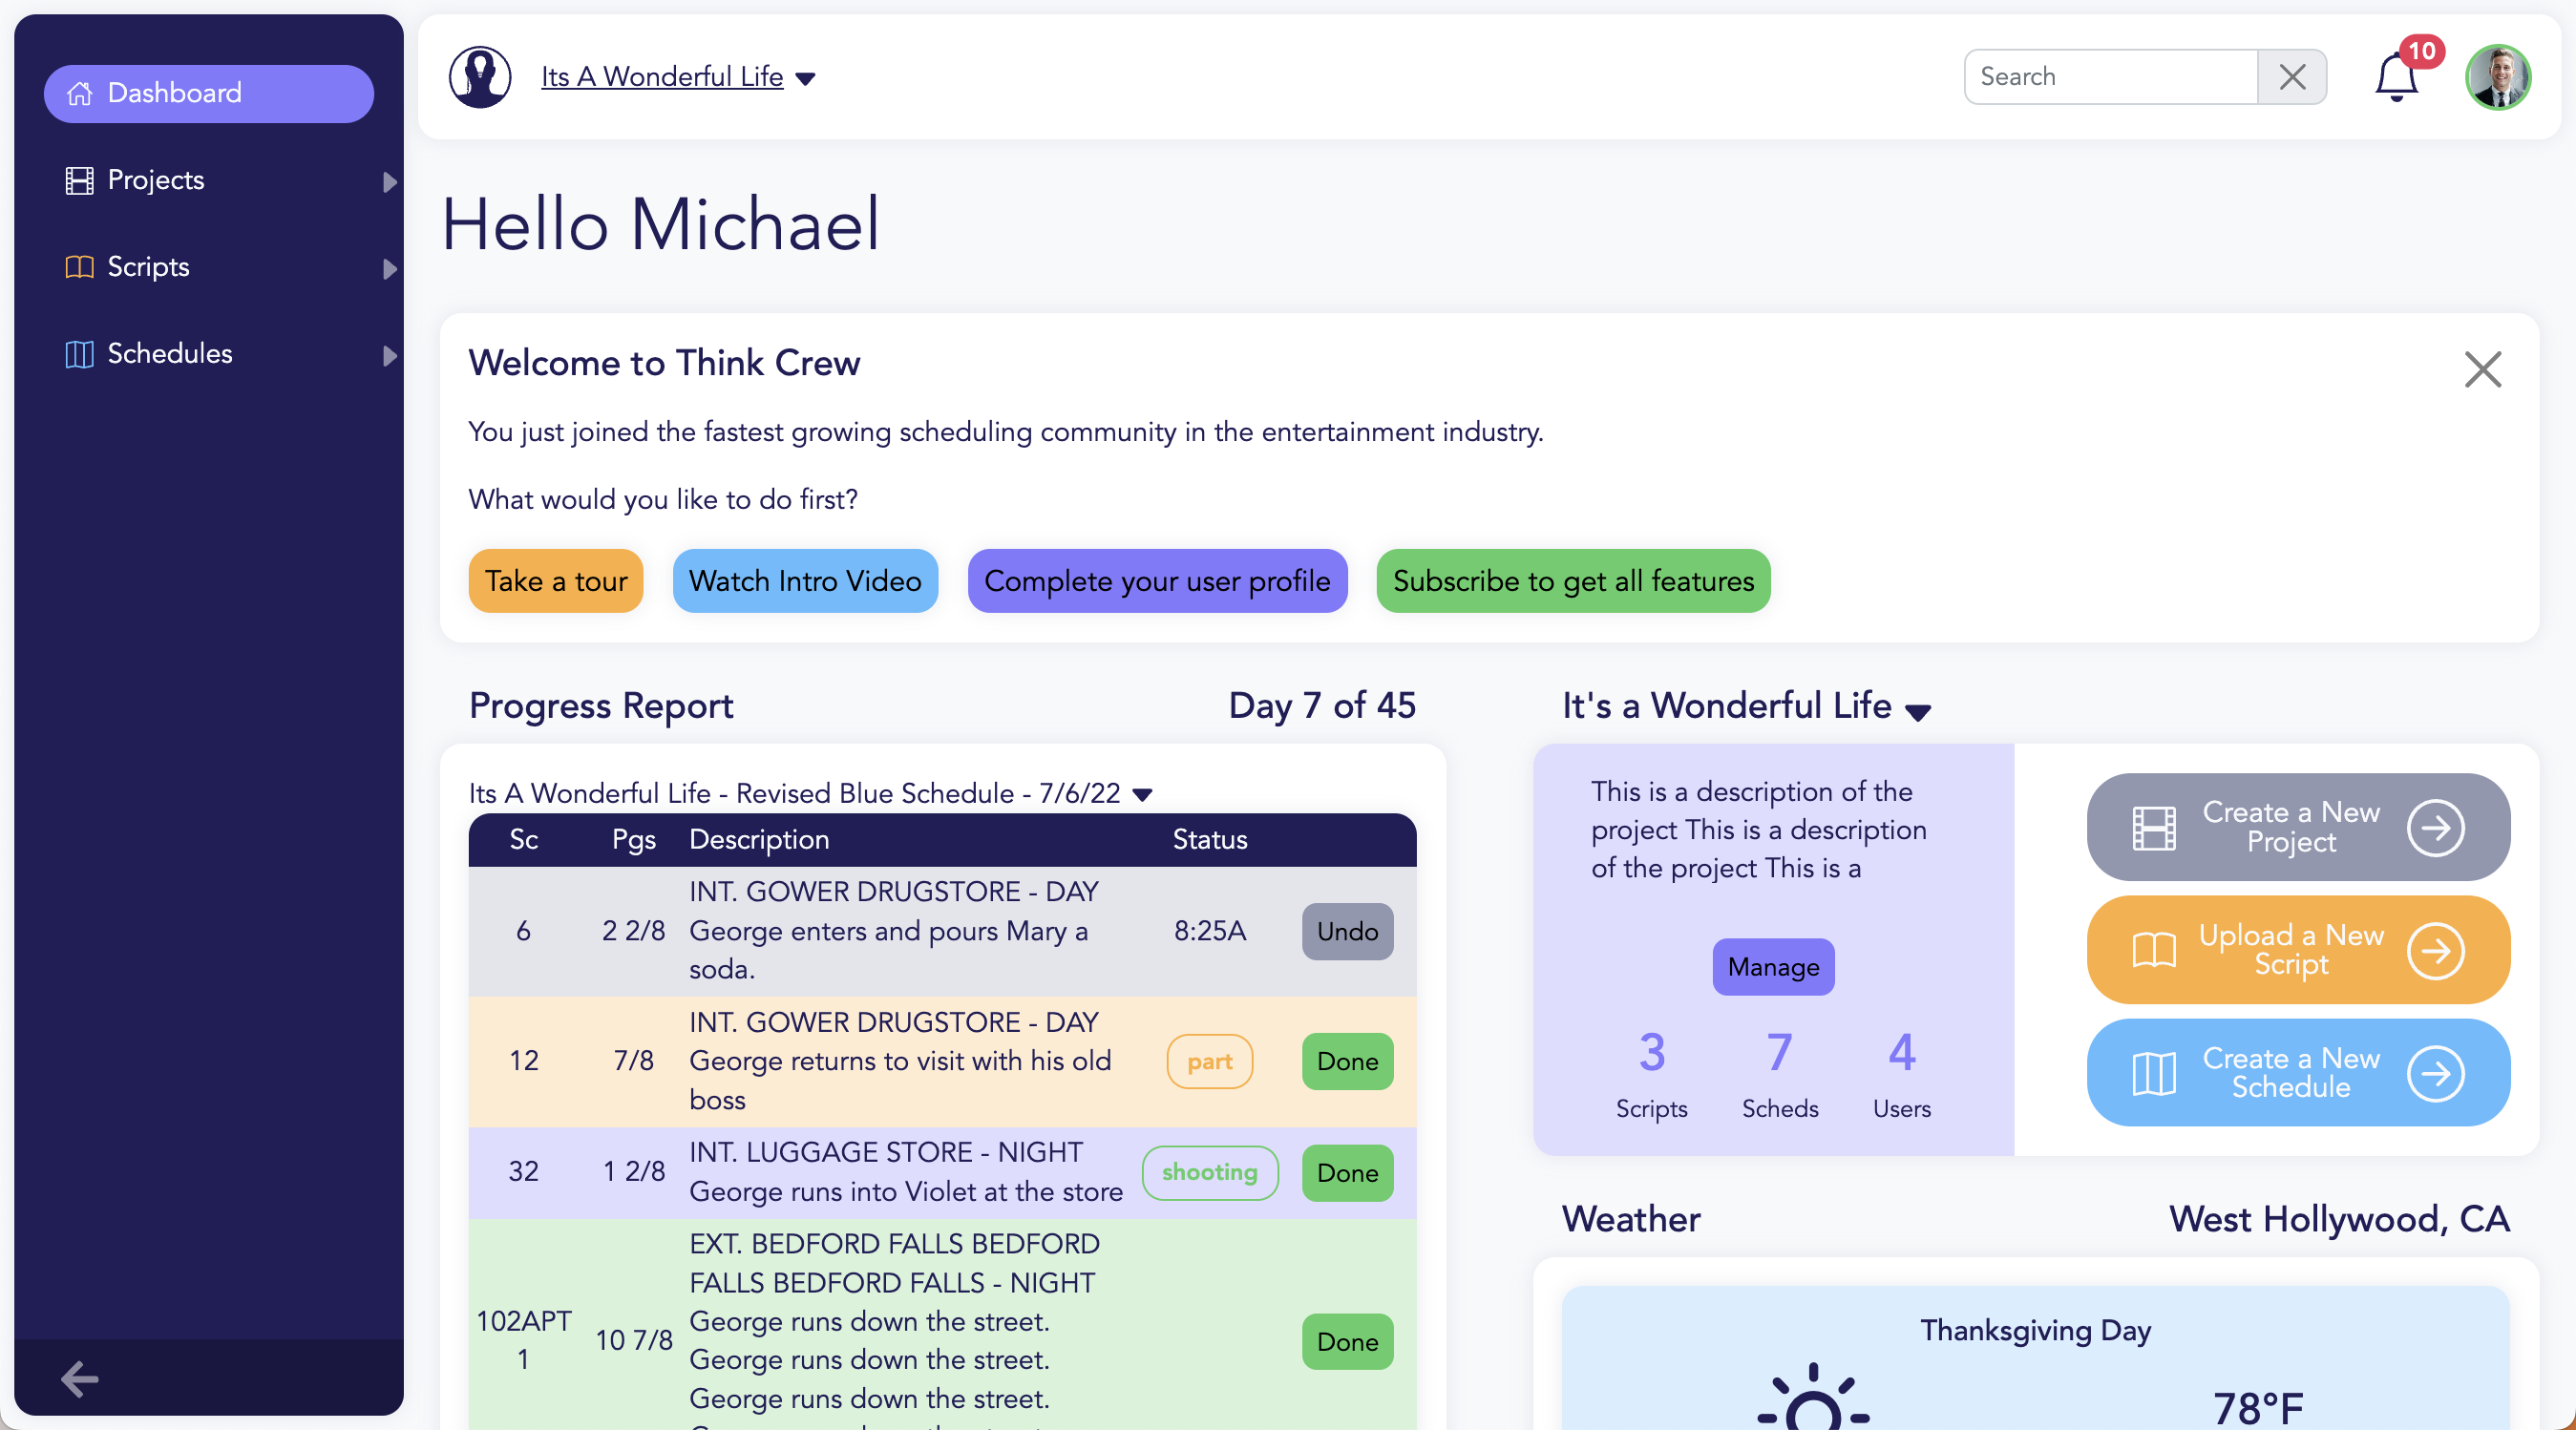 Dashboard
Projects
Scripts
Schedules
Its A Wonderful Life
Search
10
Hello Michael
Welcome to Think Crew
You just joined the fastest growing scheduling community in the entertainment industry.
What would you like to do first?
Take a tour
Watch Intro Video
Complete your user profile
Subscribe to get all features
Progress Report
Day 7 of 45
Its A Wonderful Life - Revised Blue Schedule - 7/6/22
Sc Pgs Description Status
INT. GOWER DRUGSTORE - DAY
6 2 2/8 George enters and pours Mary a 8:25A Undo
soda.
INT. GOWER DRUGSTORE - DAY
12 7/8 George returns to visit with his old part Done
boss
INT. LUGGAGE STORE - NIGHT
32 1 2/8 shooting Done
George runs into Violet at the store
EXT. BEDFORD FALLS BEDFORD
FALLS BEDFORD FALLS - NIGHT
102APT George runs down the street.
10 7/8 Done
1 George runs down the street.
George runs down the street.
It's a Wonderful Life
This is a description of the
project This is a description
of the project This is a
Manage
3 7 4
Scripts Scheds Users
Create a New
Project
Upload a New
Script
Create a New
Schedule
Weather
West Hollywood, CA
Thanksgiving Day
78°F